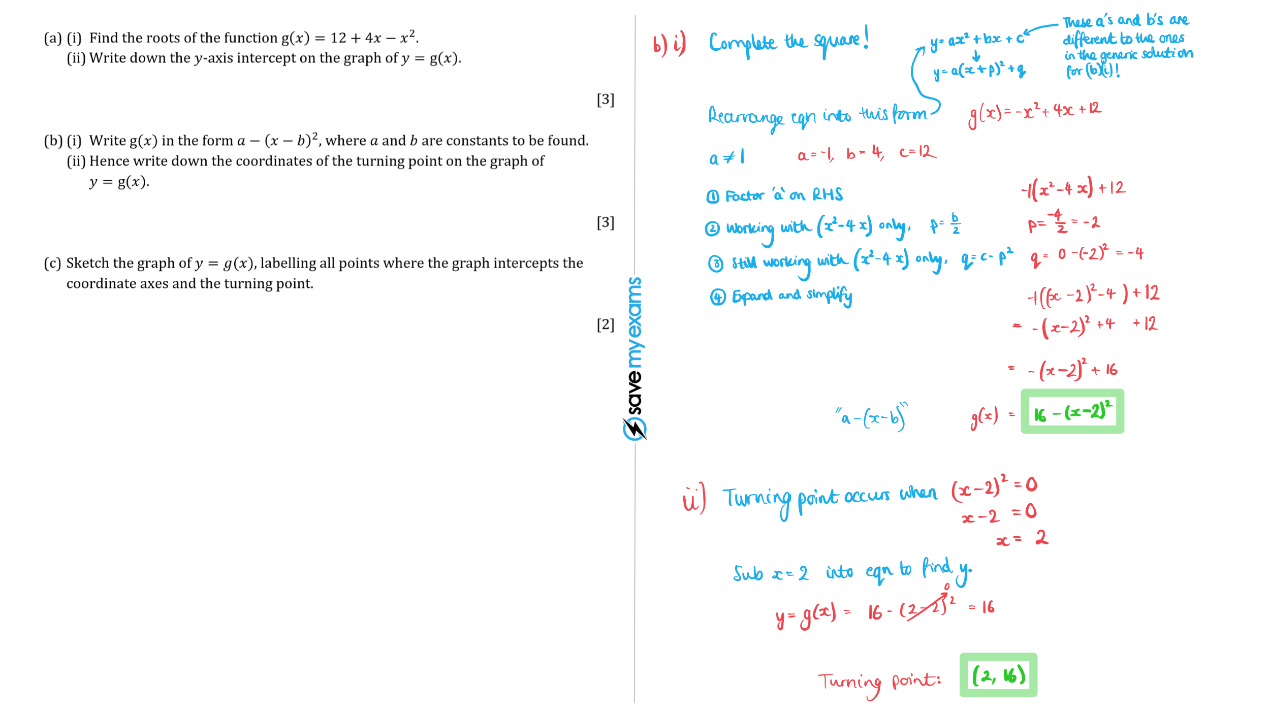 (a) (i) Find the roots of the function g(x) = 12 + 4x − x².
(ii) Write down the y-axis intercept on the graph of y = g(x).
[3]
(b) (i) Write g(x) in the form a − (x − b)², where a and b are constants to be found.
(ii) Hence write down the coordinates of the turning point on the graph of
y = g(x).
[3]
(c) Sketch the graph of y = g(x), labelling all points where the graph intercepts the
coordinate axes and the turning point.
[2]
savemyexams
b) i) Complete the square!
y = ax² + bx + c
↓
y = a(x + p)² + q
These a's and b's are
different to the ones
in the generic solution
for (b)(i)!
Rearrange eqn into this form
g(x) = −x² + 4x + 12
a ≠ 1 a = −1, b = 4, c = 12
① Factor 'a' on RHS −1(x² − 4x) + 12
② Working with (x² − 4x) only, p = b/2 p = −4/2 = −2
③ Still working with (x² − 4x) only, q = c − p² q = 0 − (−2)² = −4
④ Expand and simplify −1((x − 2)² − 4) + 12
= −(x − 2)² + 4 + 12
= −(x − 2)² + 16
"a − (x − b)" g(x) = 16 − (x − 2)²
ii) Turning point occurs when (x − 2)² = 0
x − 2 = 0
x = 2
Sub x = 2 into eqn to find y.
y = g(x) = 16 − (2 − 2)² 0 = 16
Turning point: (2, 16)